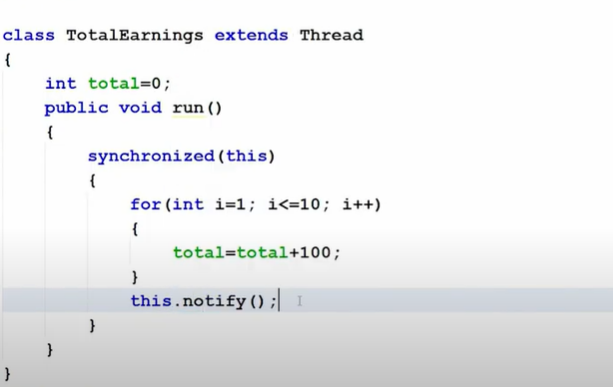 class TotalEarnings extends Thread
{
int total=0;
public void run()
{
synchronized(this)
{
for(int i=1; i<=10; i++)
{
total=total+100;
}
this.notify();
}
}
}